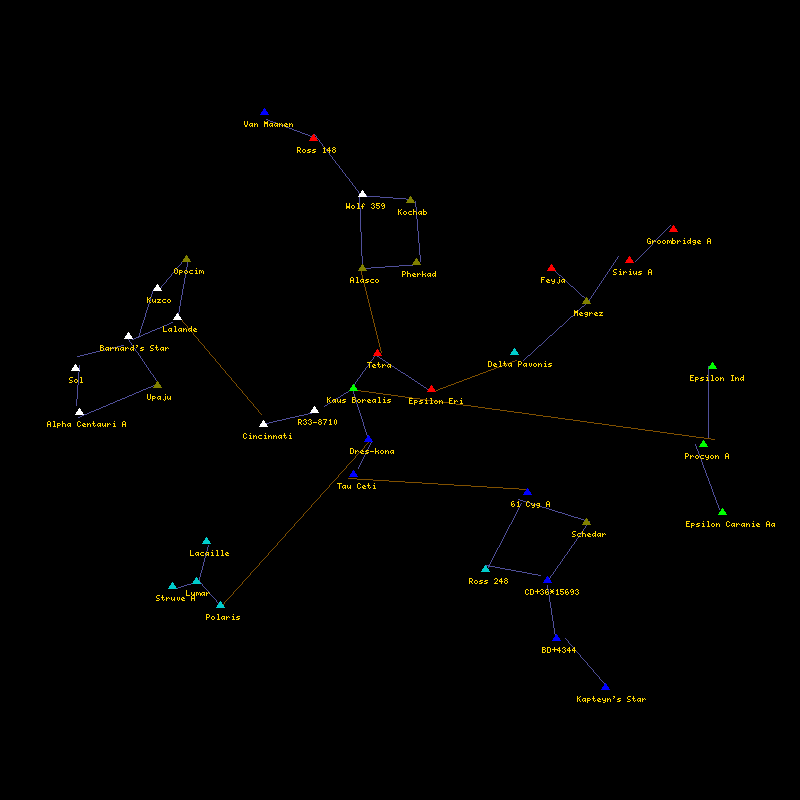 Van Maanen
Ross 148
Wolf 359
Kochab
Groombridge A
Opocim
Sirius A
Pherkad
Alasco
Feyja
Kuzco
Megrez
Lalande
Barnard's Star
Tetra
Delta Pavonis
Sol
Epsilon Ind
Upaju
Kaus Borealis
Epsilon Eri
Alpha Centauri A
R33-8710
Cincinnati
Dres-kona
Procyon A
Tau Ceti
61 Cyg A
Epsilon Caranie Aa
Schedar
Lacaille
Ross 248
Lymar
CD+36*15693
Struve A
Polaris
BD+4344
Kapteyn's Star